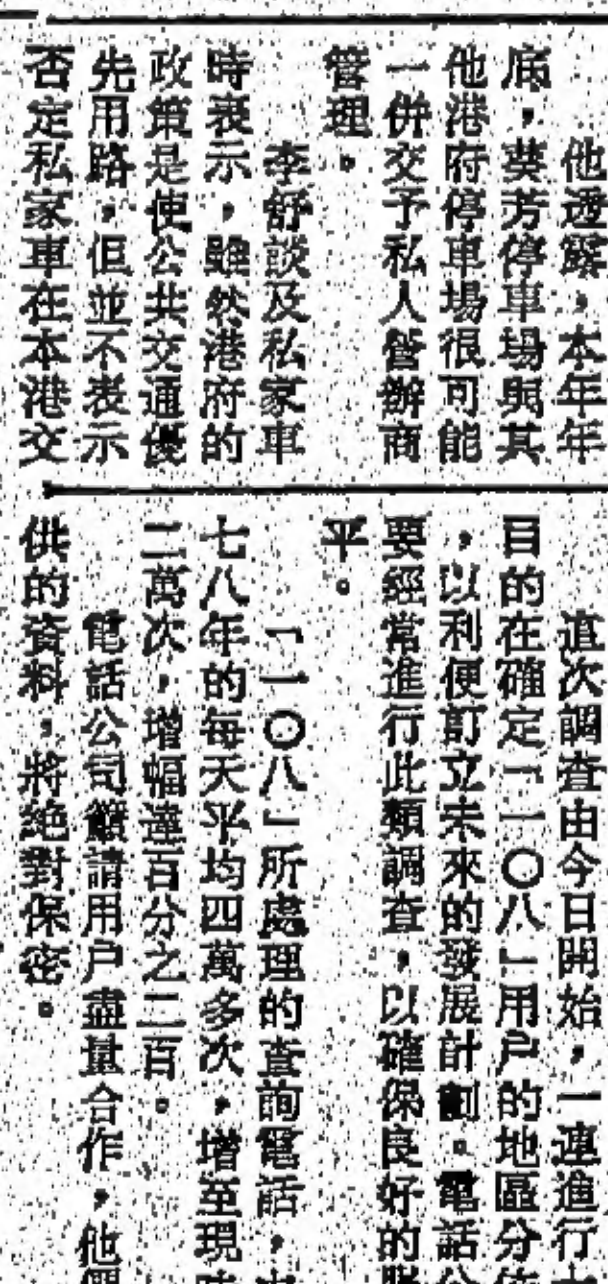 他透露，本年年
底，葵芳停車場與其
他港府停車場很可能
一併交予私人營辦商
管理。
李舒談及私家車
時表示，雖然港府的
政策是使公共交通優
先用路，但並不表示
否定私家車在本港交
這次調查由今日開始，一連進行
目的在確定「一〇八」用户的地區分
，以利便訂立未來的發展計劃。電話
要經常進行此類調查，以確保良好的
平。
「一〇八」所處理的查詢電話，
七八年的每天平均四萬多次，增至現
二萬次，增幅達百分之二百。
電話公司籲請用户盡量合作，他
供的資料，將絕對保密。